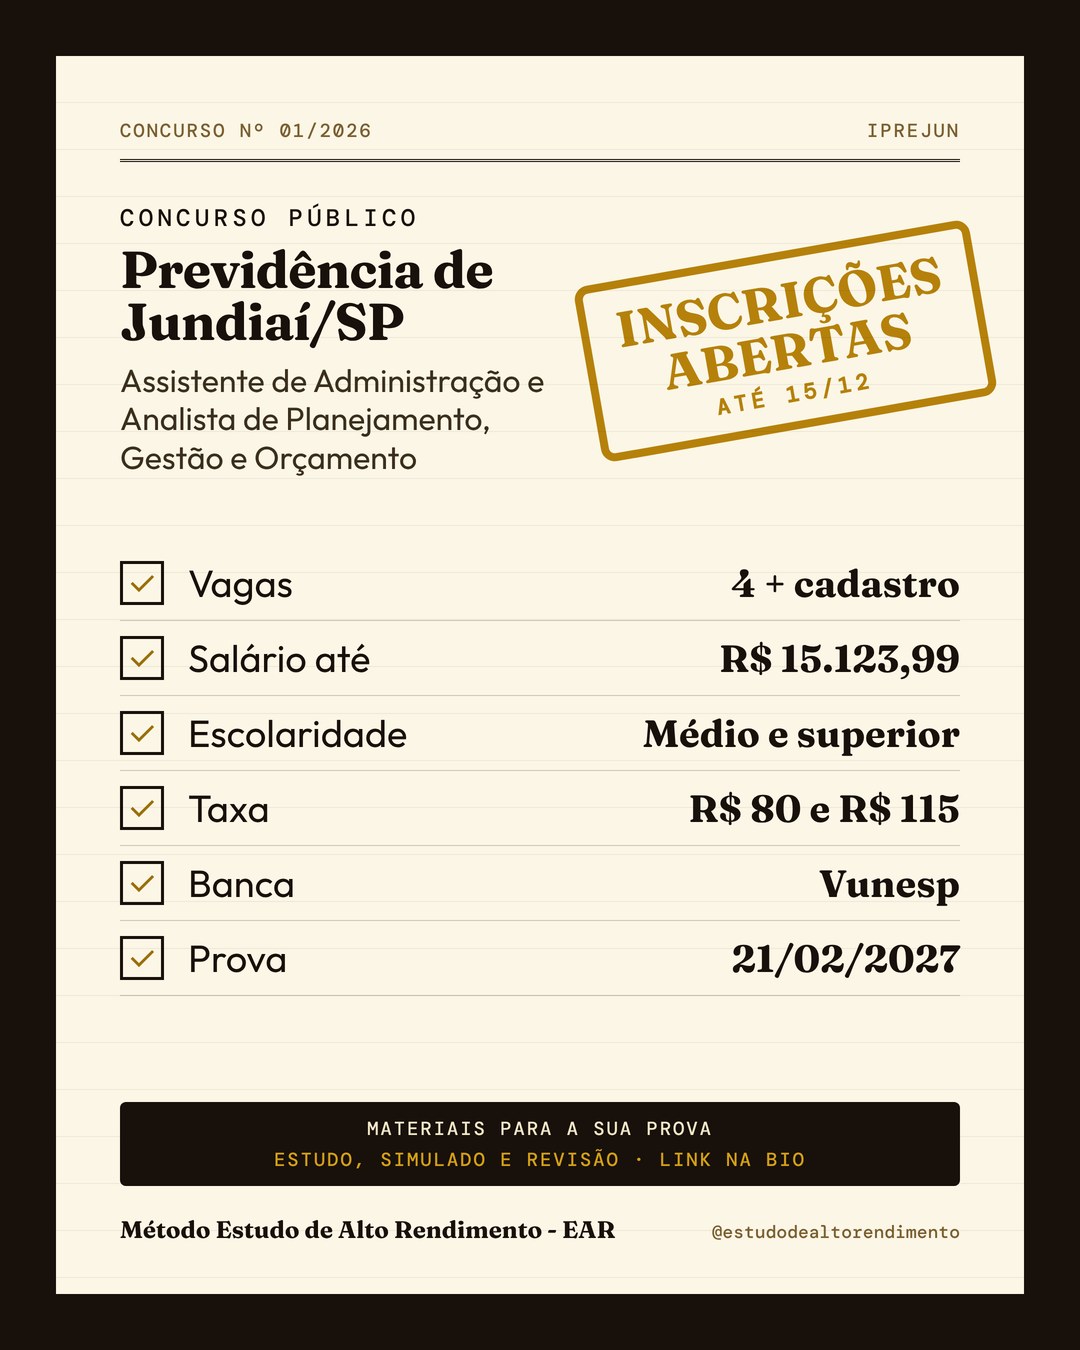 CONCURSO Nº 01/2026
IPREJUN
CONCURSO PÚBLICO
Previdência de
Jundiaí/SP
Assistente de Administração e
Analista de Planejamento,
Gestão e Orçamento
INSCRIÇÕES
ABERTAS
ATÉ 15/12
Vagas
4 + cadastro
Salário até
R$ 15.123,99
Escolaridade
Médio e superior
Taxa
R$ 80 e R$ 115
Banca
Vunesp
Prova
21/02/2027
MATERIAIS PARA A SUA PROVA
ESTUDO, SIMULADO E REVISÃO · LINK NA BIO
Método Estudo de Alto Rendimento - EAR
@estudodealtorendimento